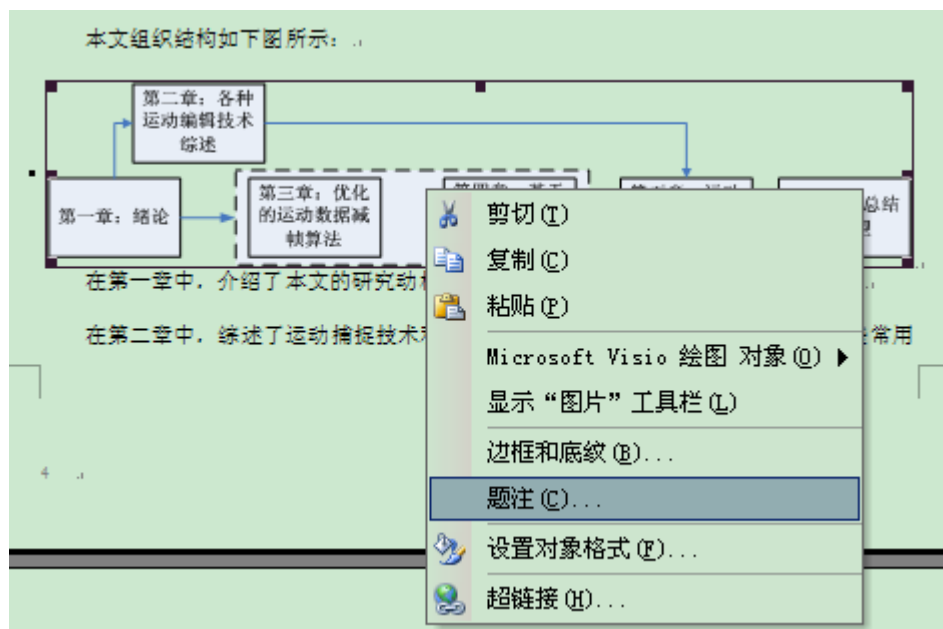 本文组织结构如下图所示：
第二章：各种
运动编辑技术
综述
第一章：绪论
第三章：优化
的运动数据减
帧算法
总结
在第一章中，介绍了本文的研究动
在第二章中，综述了运动捕捉技术
常用
4
剪切(T)
复制(C)
粘贴(P)
Microsoft Visio 绘图 对象(O)
显示“图片”工具栏(L)
边框和底纹(B)...
题注(C)...
设置对象格式(F)...
超链接(H)...